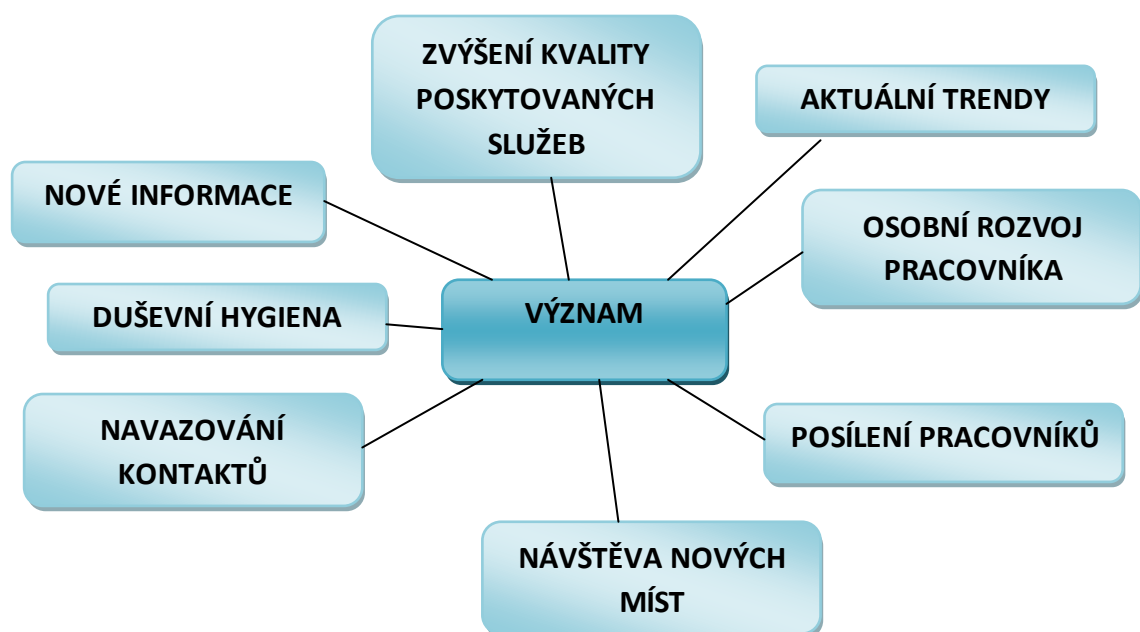 ZVÝŠENÍ KVALITY
POSKYTOVANÝCH
SLUŽEB
AKTUÁLNÍ TRENDY
NOVÉ INFORMACE
OSOBNÍ ROZVOJ
PRACOVNÍKA
DUŠEVNÍ HYGIENA
VÝZNAM
NAVAZOVÁNÍ
KONTAKTŮ
POSÍLENÍ PRACOVNÍKŮ
NÁVŠTĚVA NOVÝCH
MÍST